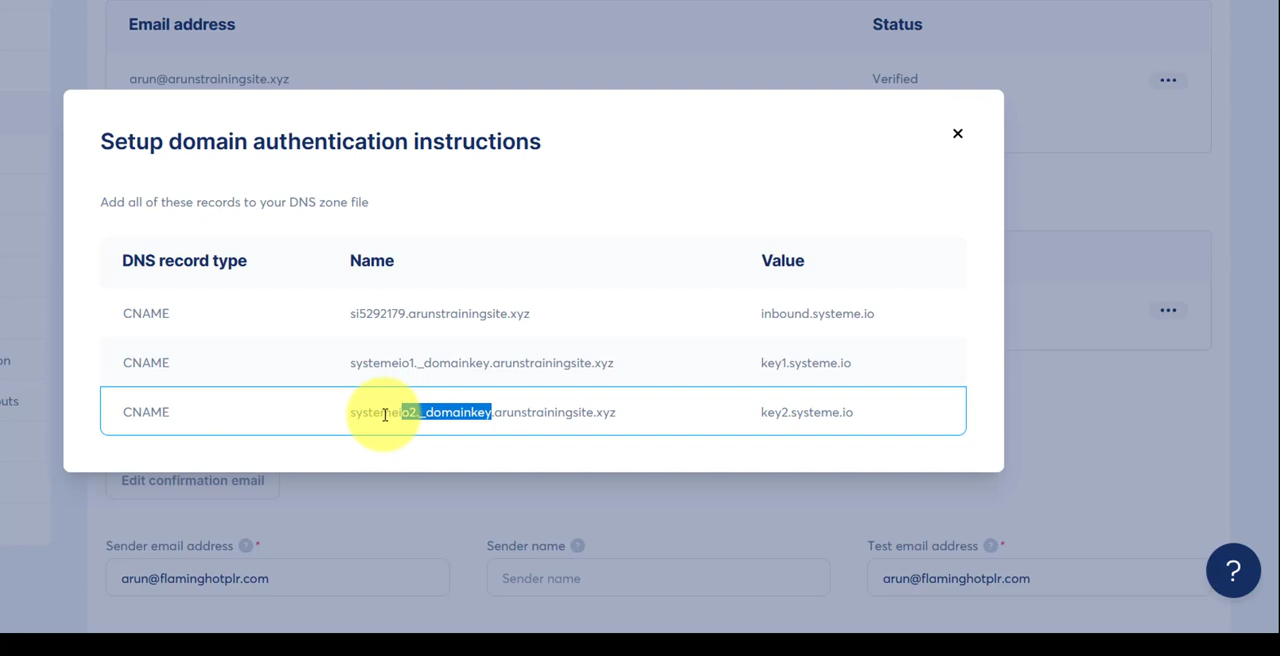 Email address Status
arun@arunstrainingsite.xyz Verified
Setup domain authentication instructions
Add all of these records to your DNS zone file
DNS record type Name Value
CNAME si5292179.arunstrainingsite.xyz inbound.systeme.io
CNAME systemeio1._domainkey.arunstrainingsite.xyz key1.systeme.io
CNAME systemeio2._domainkey.arunstrainingsite.xyz key2.systeme.io
Edit confirmation email
Sender email address ? * Sender name ? Test email address ? *
arun@flaminghotplr.com Sender name arun@flaminghotplr.com
?